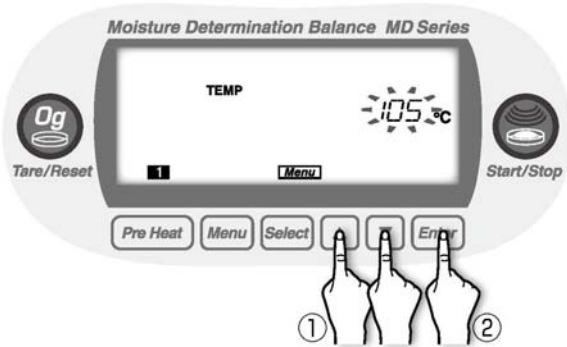 Moisture Determination Balance MD Series
TEMP
105 °C
0g
Tare/Reset
Start/Stop
1
Menu
Pre Heat Menu Select Enter
① ②